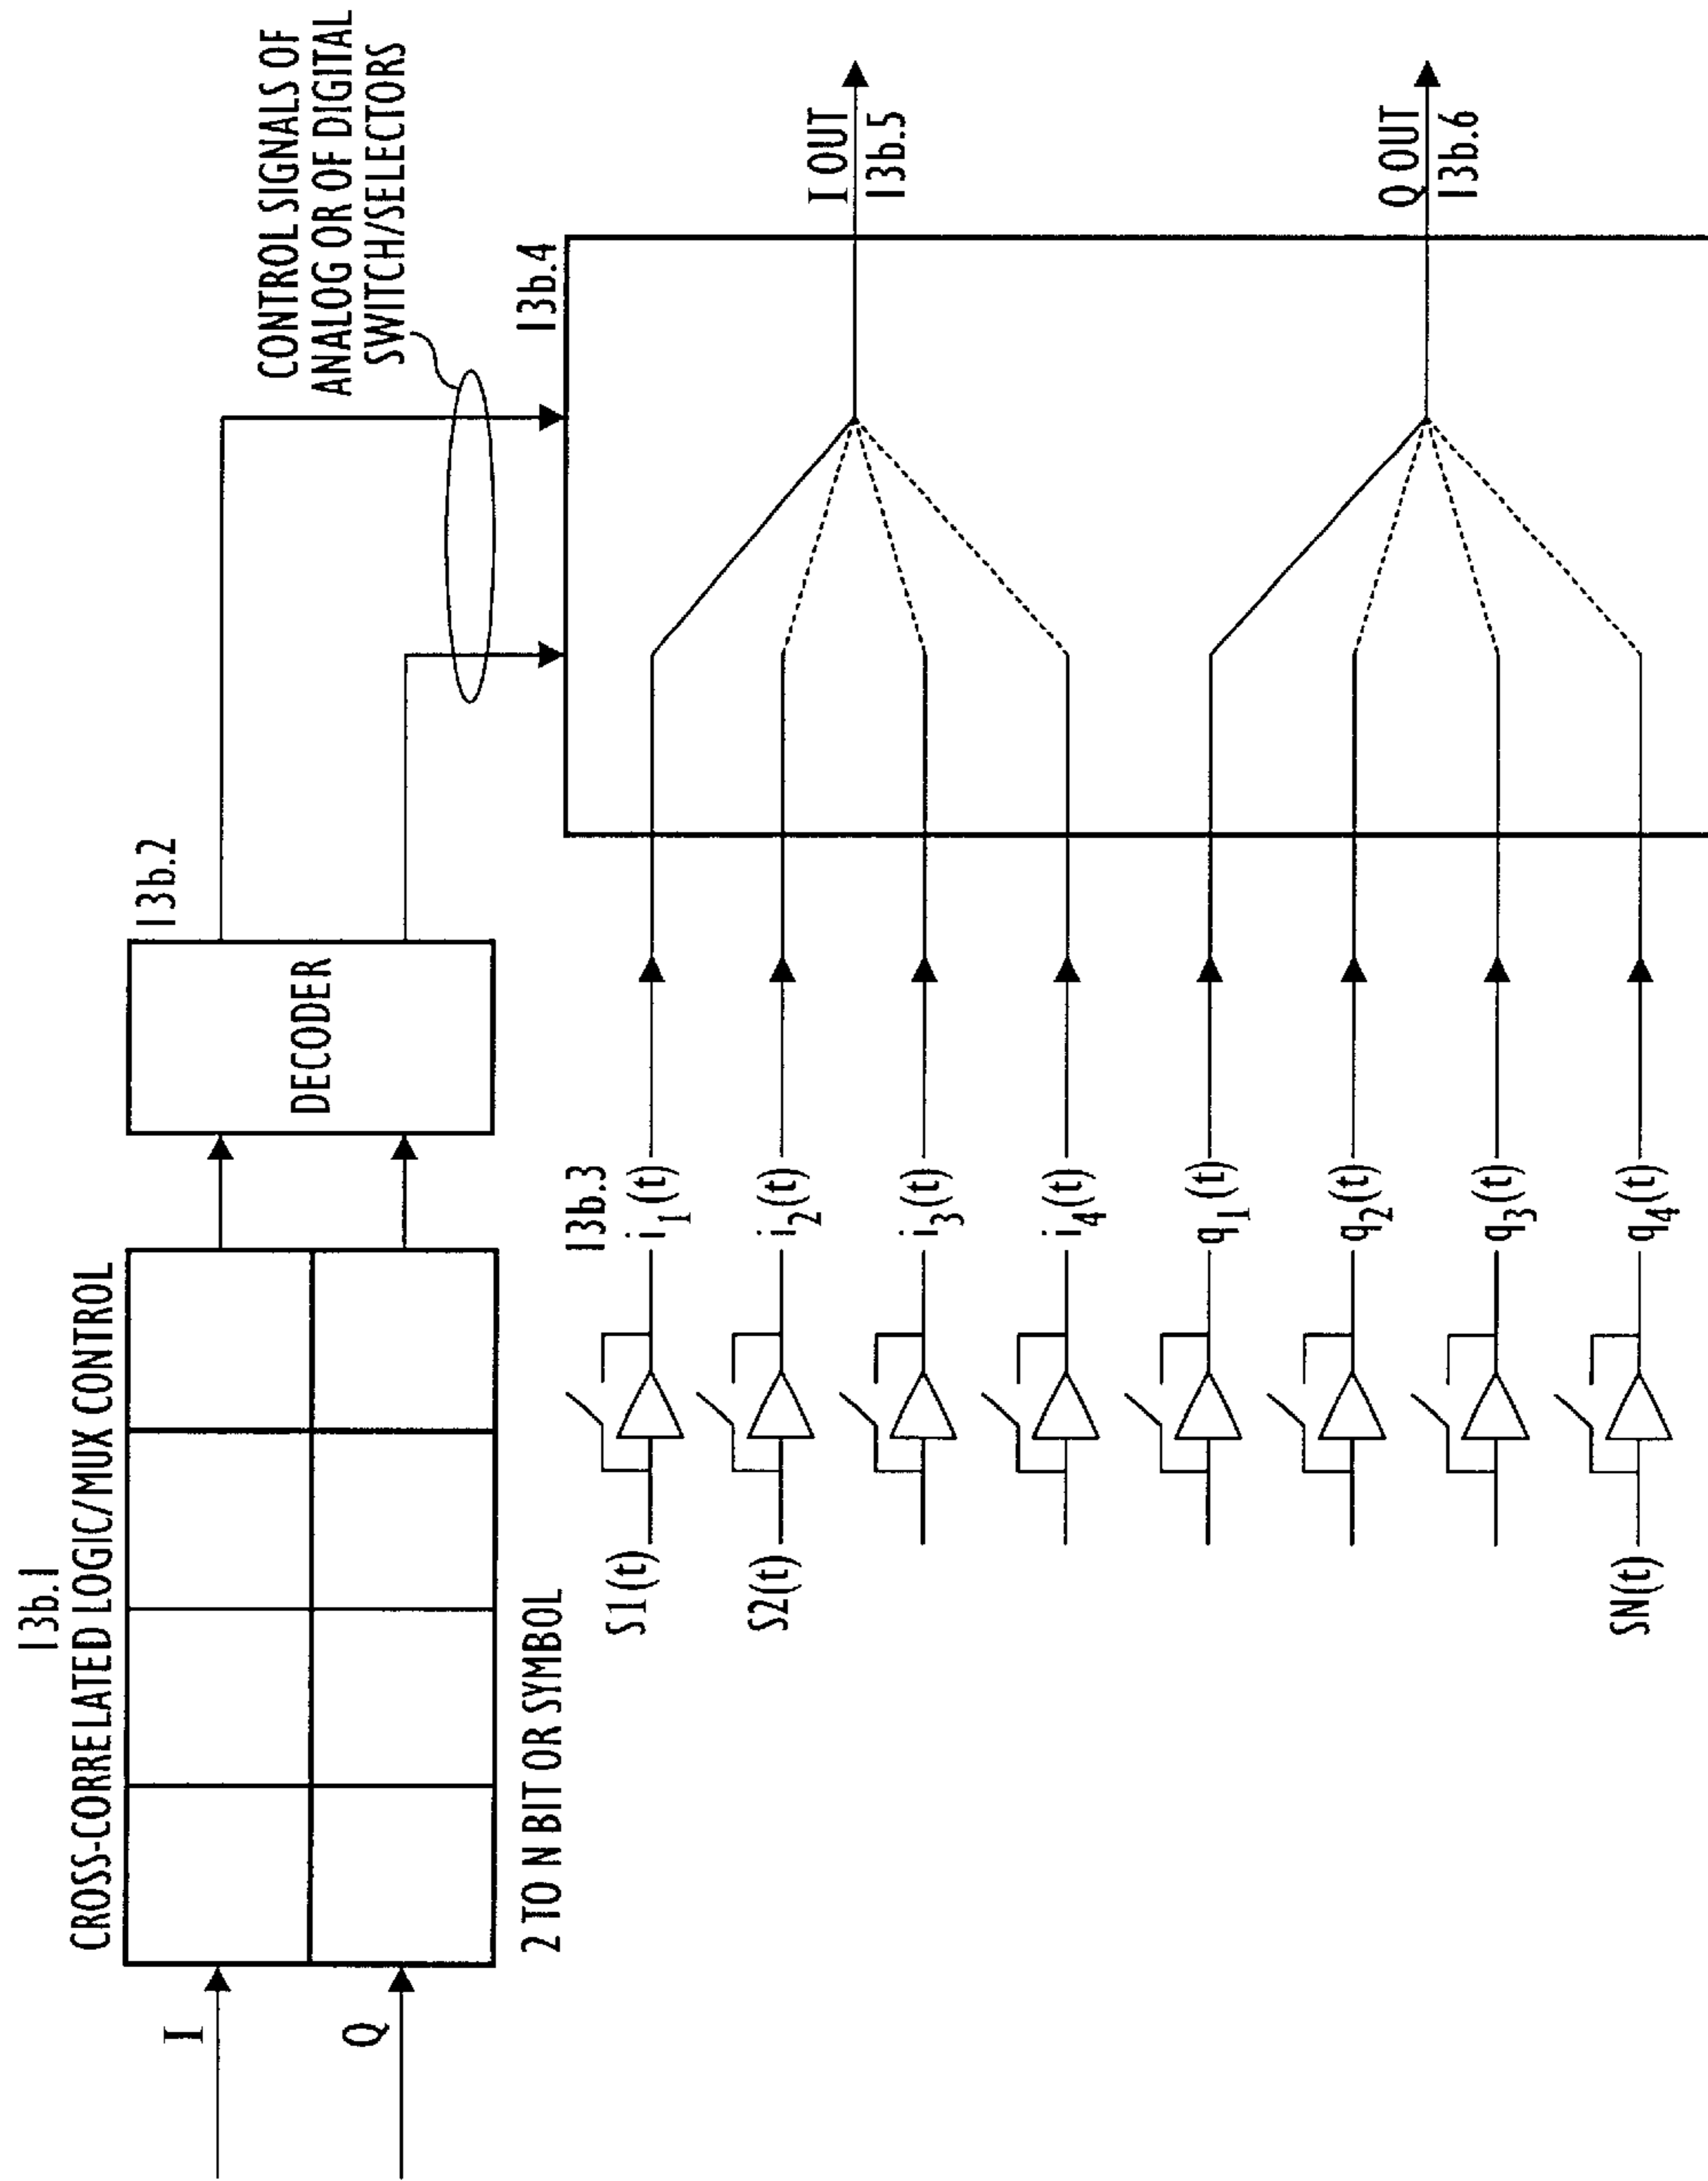 13b.1
CROSS-CORRELATED LOGIC/MUX CONTROL
I
Q
2 TO N BIT OR SYMBOL
13b.2
DECODER
CONTROL SIGNALS OF
ANALOG OR OF DIGITAL
SWITCH/SELECTORS
13b.4
13b.3
S1(t)
i1(t)
S2(t)
i2(t)
i3(t)
i4(t)
q1(t)
q2(t)
q3(t)
SN(t)
q4(t)
I OUT
13b.5
Q OUT
13b.6